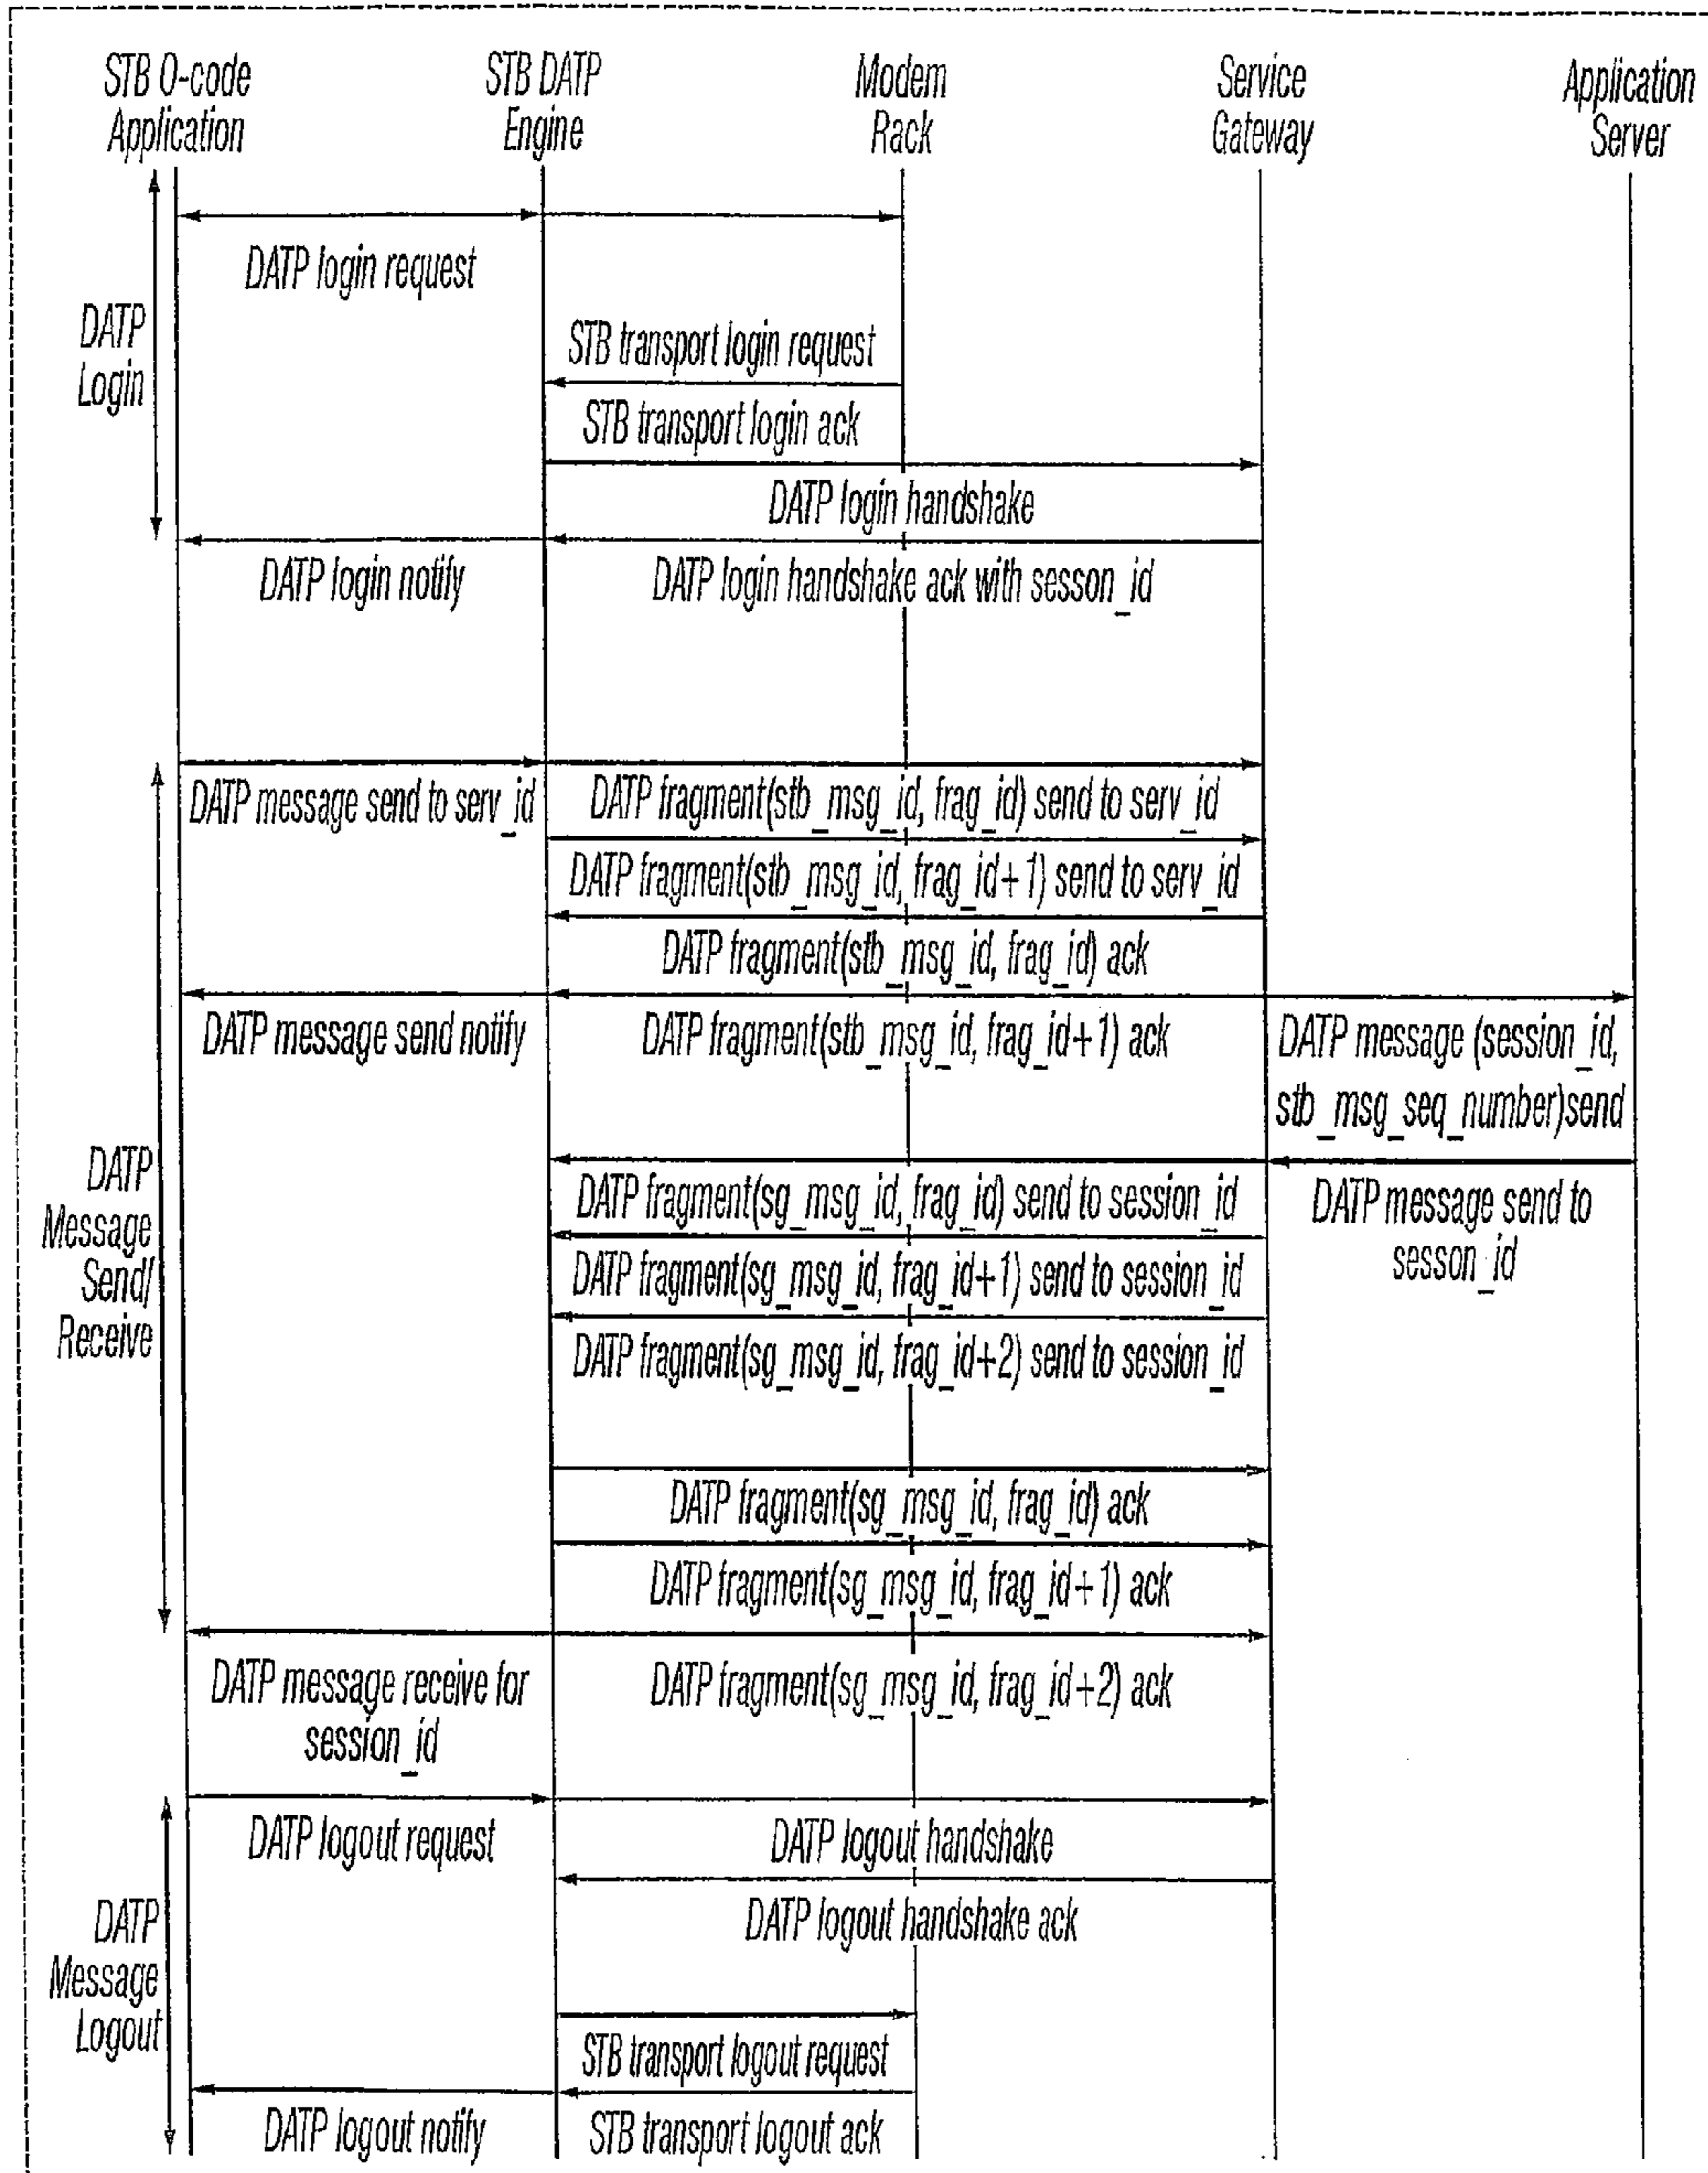 STB O-code
Application
STB DATP
Engine
Modem
Rack
Service
Gateway
Application
Server
DATP login request
DATP
Login
STB transport login request
STB transport login ack
DATP login handshake
DATP login notify
DATP login handshake ack with sesson_id
DATP message send to serv_id
DATP fragment(stb_msg_id, frag_id) send to serv_id
DATP fragment(stb_msg_id, frag_id+1) send to serv_id
DATP fragment(stb_msg_id, frag_id) ack
DATP message send notify
DATP fragment(stb_msg_id, frag_id+1) ack
DATP message (session_id,
stb_msg_seq_number)send
DATP
Message
Send/
Receive
DATP fragment(sg_msg_id, frag_id) send to session_id
DATP message send to
sesson_id
DATP fragment(sg_msg_id, frag_id+1) send to session_id
DATP fragment(sg_msg_id, frag_id+2) send to session_id
DATP fragment(sg_msg_id, frag_id) ack
DATP fragment(sg_msg_id, frag_id+1) ack
DATP message receive for
session_id
DATP fragment(sg_msg_id, frag_id+2) ack
DATP logout request
DATP logout handshake
DATP logout handshake ack
DATP
Message
Logout
STB transport logout request
DATP logout notify
STB transport logout ack